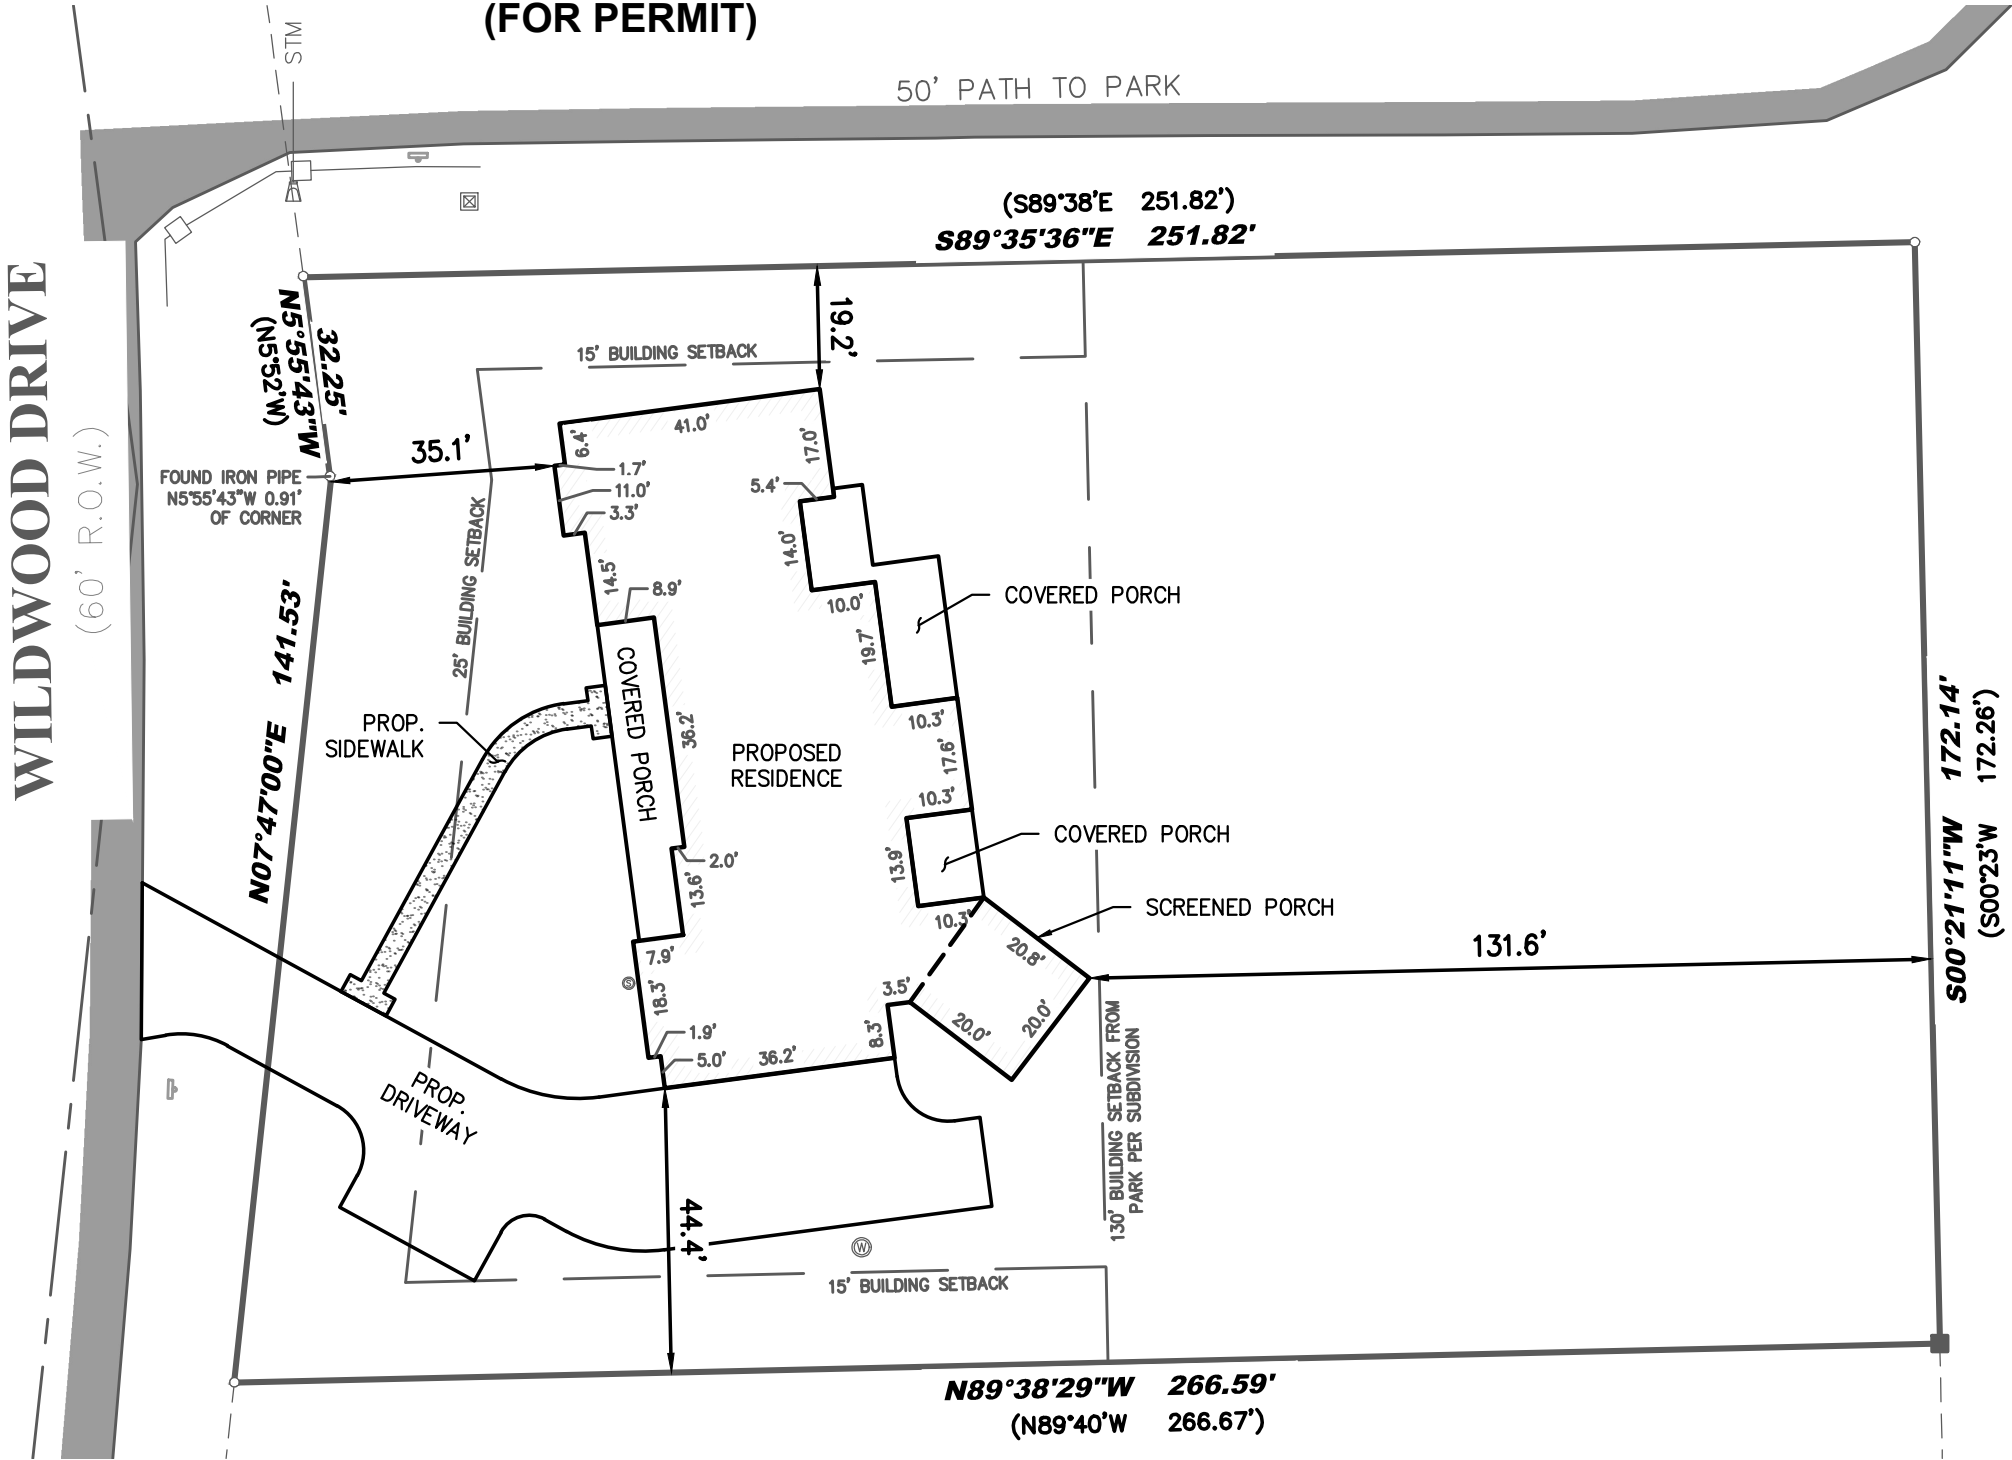 (FOR PERMIT)
STM
50' PATH TO PARK
(S89°38'E 251.82')
S89°35'36"E 251.82'
WILDWOOD DRIVE
(60' R.O.W.)
32.25'
N5°55'43"W
(N5°52'W)
19.2'
15' BUILDING SETBACK
35.1'
FOUND IRON PIPE
N5°55'43"W 0.91'
OF CORNER
25' BUILDING SETBACK
N07°47'00"E 141.53'
41.0'
6.4'
1.7'
11.0'
3.3'
14.5'
8.9'
17.0'
5.4'
14.0'
10.0'
19.7'
COVERED PORCH
COVERED PORCH
36.2'
PROP.
SIDEWALK
PROPOSED
RESIDENCE
10.3'
17.6'
10.3'
COVERED PORCH
13.9'
10.3'
2.0'
13.6'
7.9'
SCREENED PORCH
20.8'
20.0'
20.0'
3.5'
8.3'
S
18.3'
1.9'
5.0'
36.2'
131.6'
172.14'
S00°21'11"W
172.26')
(S00°23'W
130' BUILDING SETBACK FROM
PARK PER SUBDIVISION
PROP.
DRIVEWAY
44.4'
W
15' BUILDING SETBACK
N89°38'29"W 266.59'
(N89°40'W 266.67')